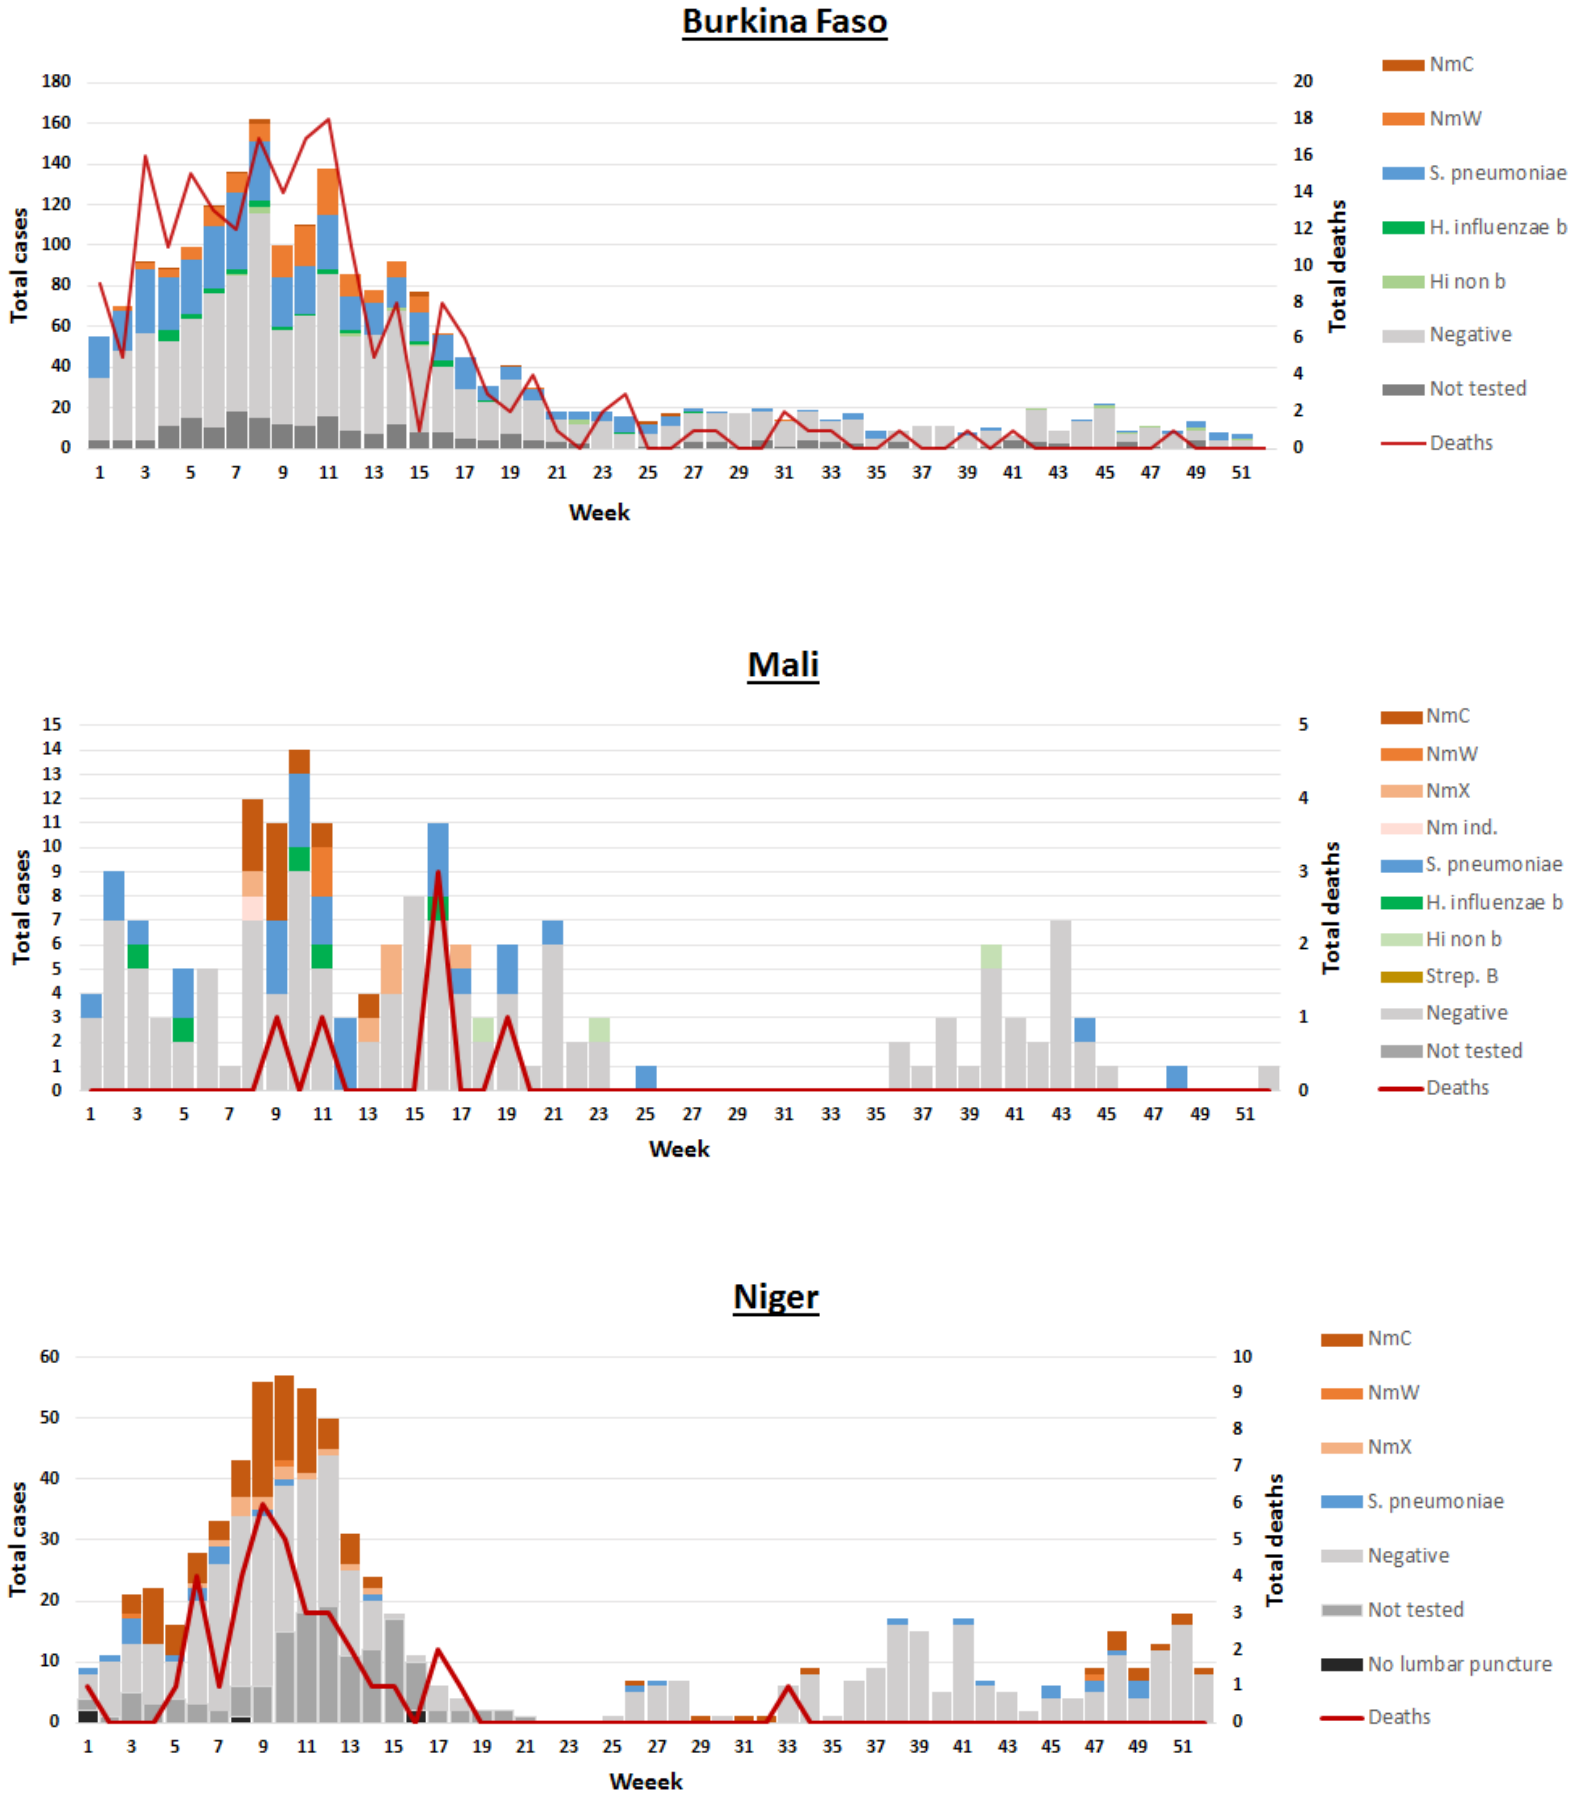 Burkina Faso
180
160
140
120
100
80
60
40
20
0
Total cases
20
18
16
14
12
10
8
6
4
2
0
Total deaths
1 3 5 7 9 11 13 15 17 19 21 23 25 27 29 31 33 35 37 39 41 43 45 47 49 51
Week
NmC
NmW
S. pneumoniae
H. influenzae b
Hi non b
Negative
Not tested
Deaths
Mali
15
14
13
12
11
10
9
8
7
6
5
4
3
2
1
0
Total cases
5
4
3
2
1
0
Total deaths
1 3 5 7 9 11 13 15 17 19 21 23 25 27 29 31 33 35 37 39 41 43 45 47 49 51
Week
NmC
NmW
NmX
Nm ind.
S. pneumoniae
H. influenzae b
Hi non b
Strep. B
Negative
Not tested
Deaths
Niger
60
50
40
30
20
10
0
Total cases
10
9
8
7
6
5
4
3
2
1
0
Total deaths
1 3 5 7 9 11 13 15 17 19 21 23 25 27 29 31 33 35 37 39 41 43 45 47 49 51
Weeek
NmC
NmW
NmX
S. pneumoniae
Negative
Not tested
No lumbar puncture
Deaths